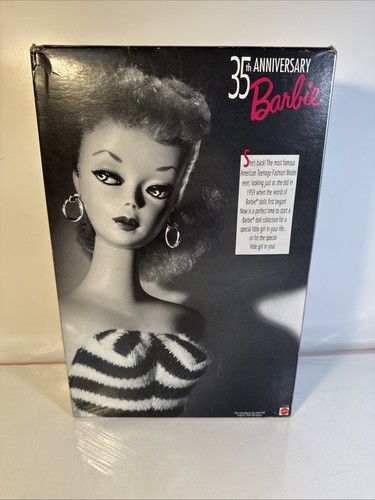 35th ANNIVERSARY
Barbie
She's back! The most famous
American Teenage Fashion Model
ever, looking just as she did in
1959 when the world of
Barbie® dolls first began!
Now is a perfect time to start a
Barbie® doll collection for a
special little girl in your life...
or for the special
little girl in you!